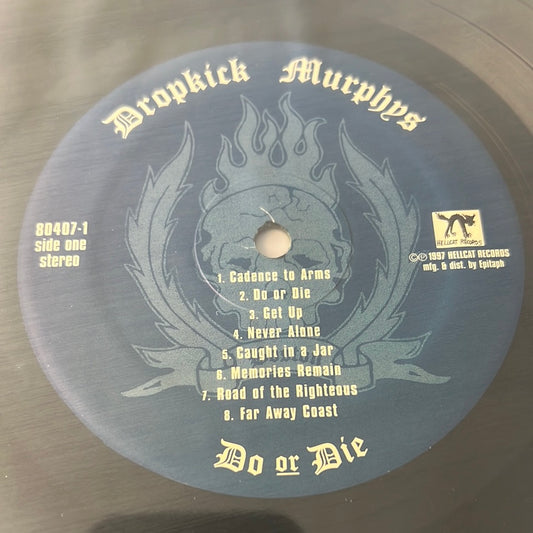 Dropkick Murphys
80407-1
side one
stereo
HELLCAT RECORDS
©℗ 1997 HELLCAT RECORDS
mfg. & dist. by Epitaph
1. Cadence to Arms
2. Do or Die
3. Get Up
4. Never Alone
5. Caught in a Jar
6. Memories Remain
7. Road of the Righteous
8. Far Away Coast
Do or Die